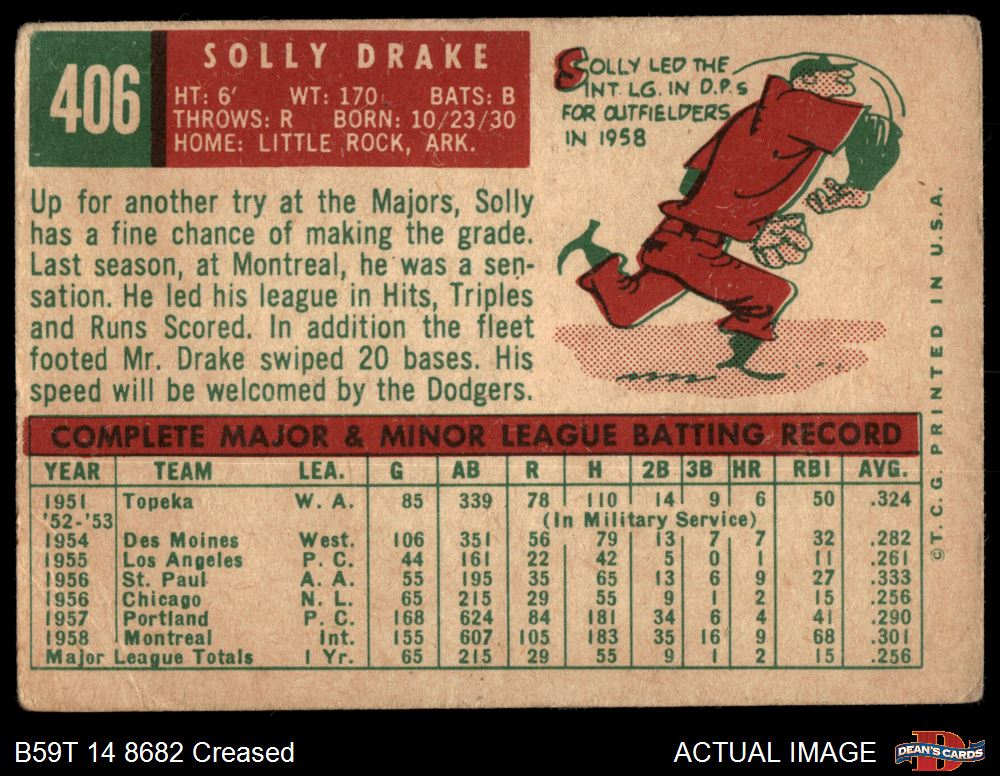 406
SOLLY DRAKE
HT: 6' WT: 170 BATS: B
THROWS: R BORN: 10/23/30
HOME: LITTLE ROCK, ARK.
SOLLY LED THE
INT. LG. IN D.P.s
FOR OUTFIELDERS
IN 1958
Up for another try at the Majors, Solly
has a fine chance of making the grade.
Last season, at Montreal, he was a sen-
sation. He led his league in Hits, Triples
and Runs Scored. In addition the fleet
footed Mr. Drake swiped 20 bases. His
speed will be welcomed by the Dodgers.
COMPLETE MAJOR & MINOR LEAGUE BATTING RECORD
YEAR TEAM LEA. G AB R H 2B 3B HR RBI AVG.
1951 Topeka W. A. 85 339 78 110 14 9 6 50 .324
'52-'53 (In Military Service)
1954 Des Moines West. 106 351 56 79 13 7 7 32 .282
1955 Los Angeles P. C. 44 161 22 42 5 0 1 11 .261
1956 St. Paul A. A. 55 195 35 65 13 6 9 27 .333
1956 Chicago N. L. 65 215 29 55 9 1 2 15 .256
1957 Portland P. C. 168 624 84 181 34 6 4 41 .290
1958 Montreal Int. 155 607 105 183 35 16 9 68 .301
Major League Totals 1 Yr. 65 215 29 55 9 1 2 15 .256
©T.C.G. PRINTED IN U.S.A.
B59T 14 8682 Creased
ACTUAL IMAGE
DEAN'S CARDS